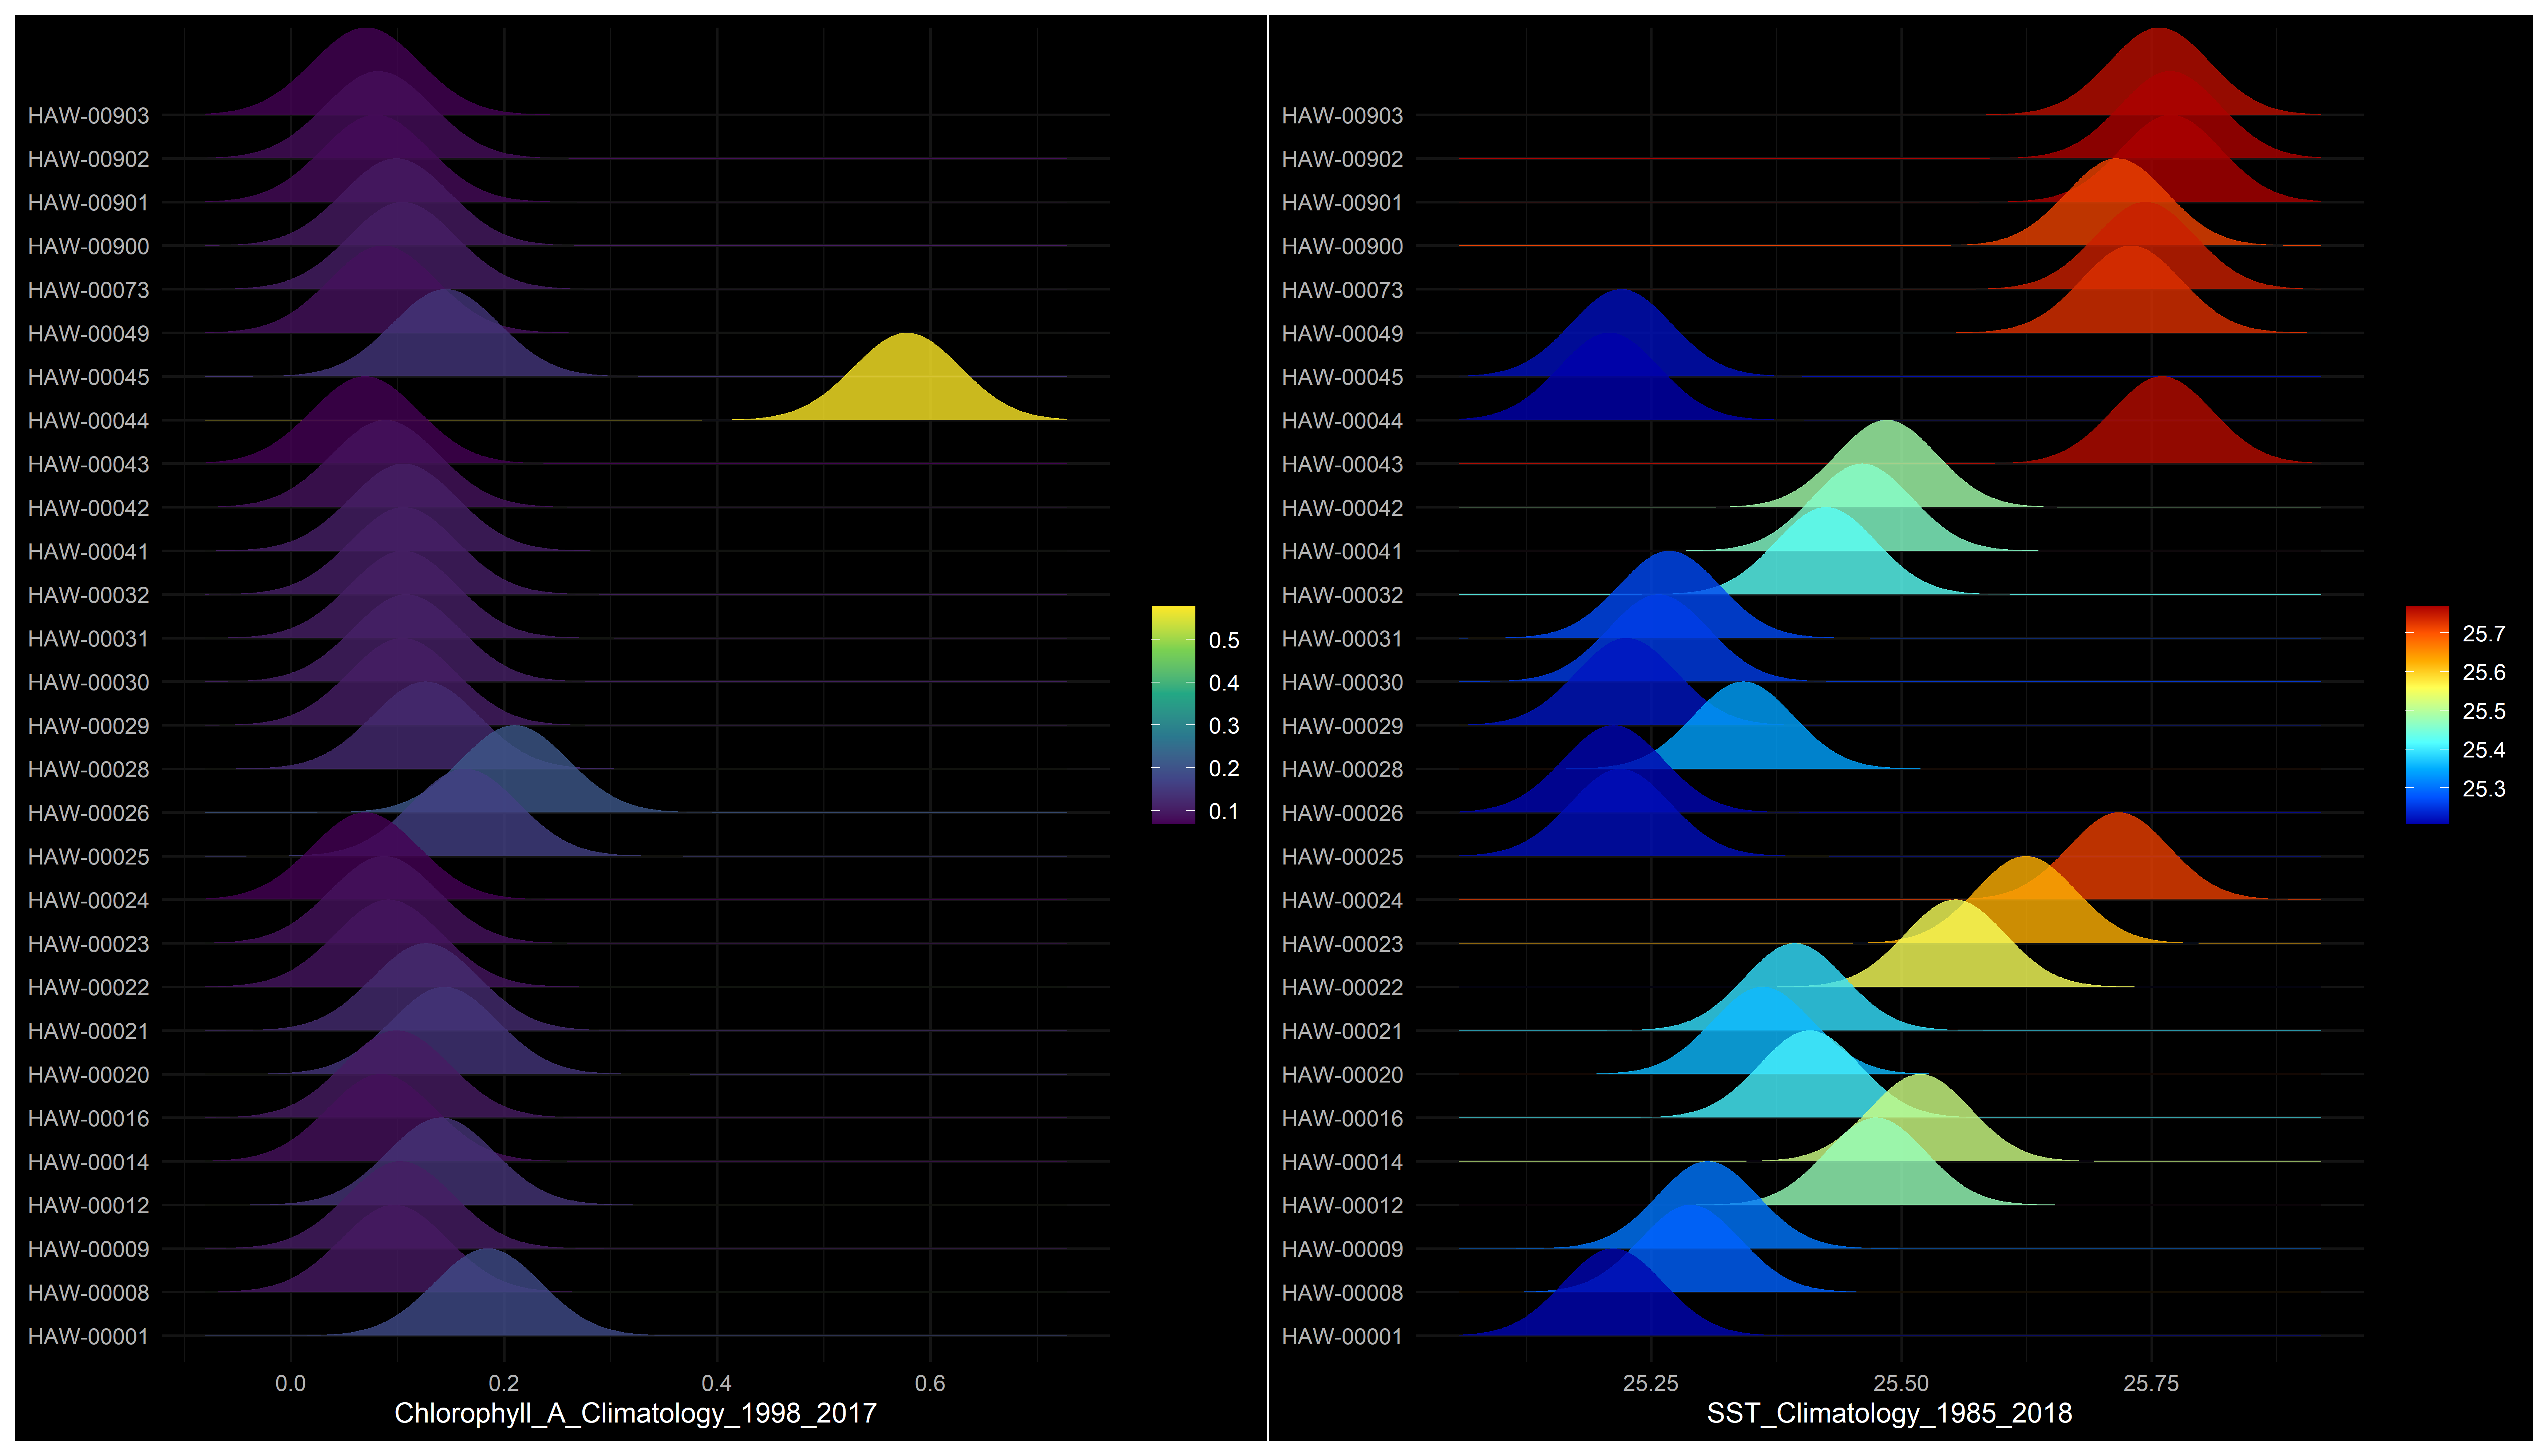 HAW-00903
HAW-00902
HAW-00901
HAW-00900
HAW-00073
HAW-00049
HAW-00045
HAW-00044
HAW-00043
HAW-00042
HAW-00041
HAW-00032
HAW-00031
HAW-00030
HAW-00029
HAW-00028
HAW-00026
HAW-00025
HAW-00024
HAW-00023
HAW-00022
HAW-00021
HAW-00020
HAW-00016
HAW-00014
HAW-00012
HAW-00009
HAW-00008
HAW-00001
0.0 0.2 0.4 0.6
Chlorophyll_A_Climatology_1998_2017
0.5
0.4
0.3
0.2
0.1
HAW-00903
HAW-00902
HAW-00901
HAW-00900
HAW-00073
HAW-00049
HAW-00045
HAW-00044
HAW-00043
HAW-00042
HAW-00041
HAW-00032
HAW-00031
HAW-00030
HAW-00029
HAW-00028
HAW-00026
HAW-00025
HAW-00024
HAW-00023
HAW-00022
HAW-00021
HAW-00020
HAW-00016
HAW-00014
HAW-00012
HAW-00009
HAW-00008
HAW-00001
25.25 25.50 25.75
SST_Climatology_1985_2018
25.7
25.6
25.5
25.4
25.3